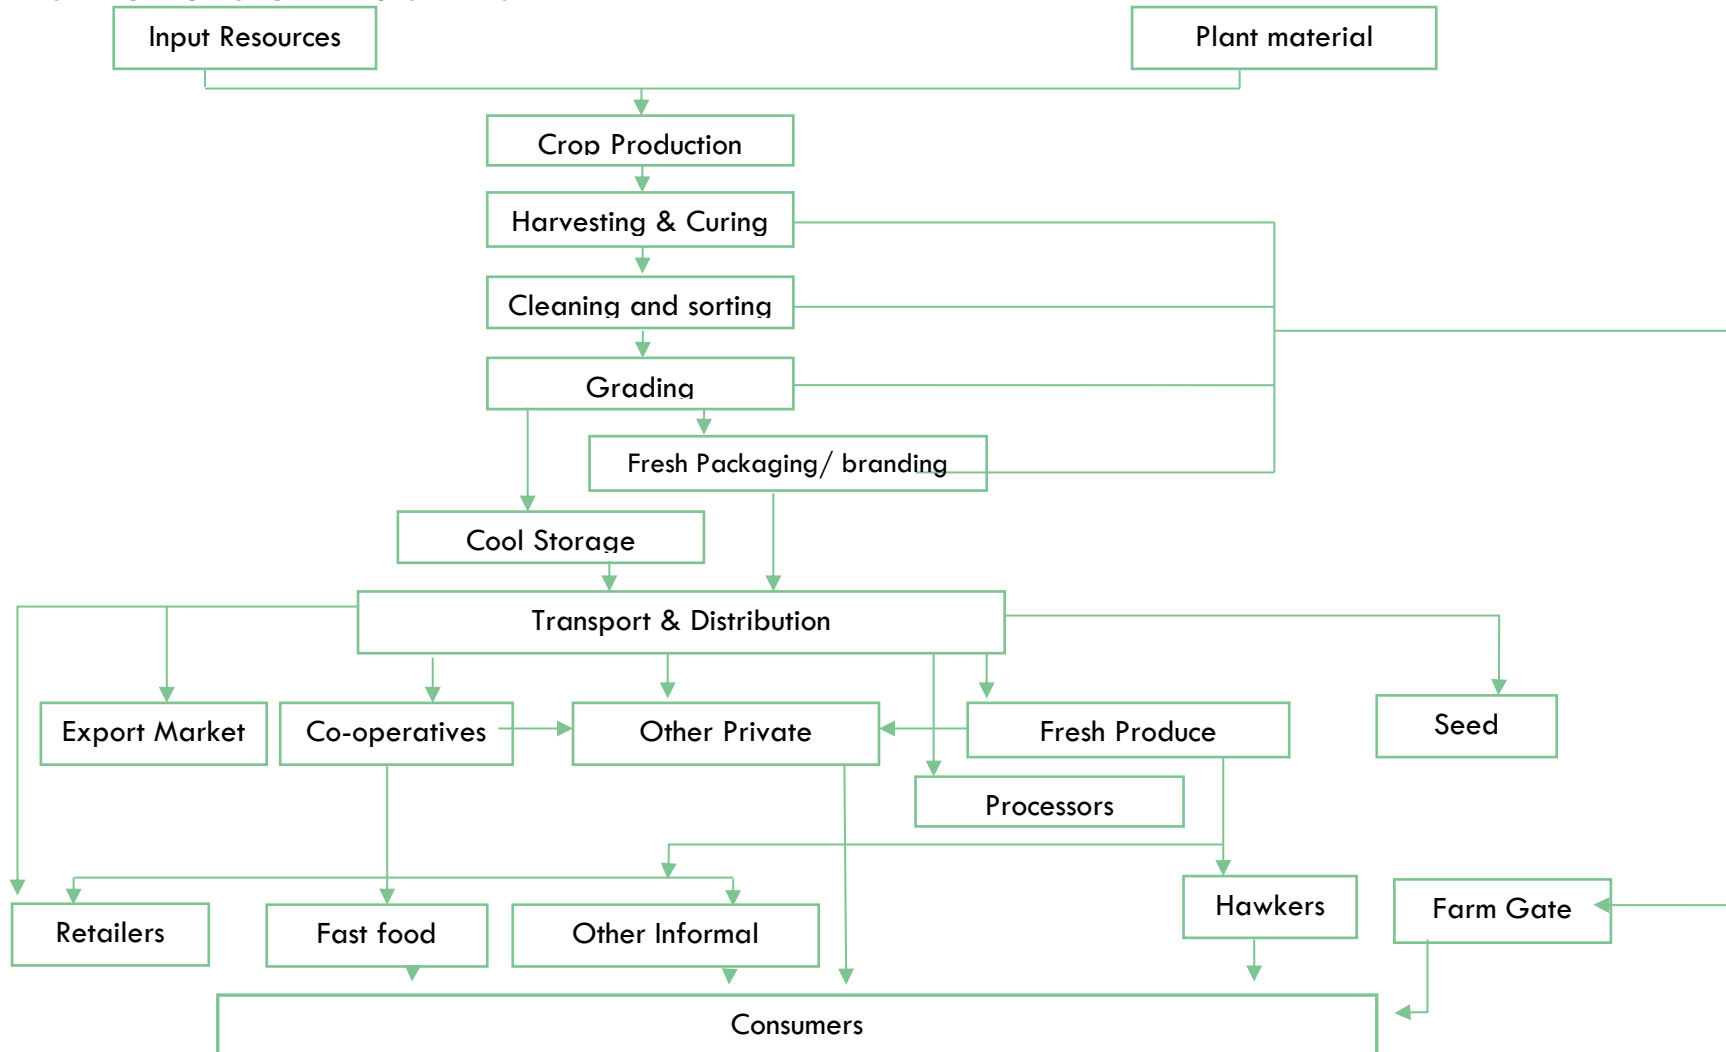 Input Resources
Plant material
Crop Production
Harvesting & Curing
Cleaning and sorting
Grading
Fresh Packaging/ branding
Cool Storage
Transport & Distribution
Export Market
Co-operatives
Other Private
Fresh Produce
Seed
Processors
Retailers
Fast food
Other Informal
Hawkers
Farm Gate
Consumers